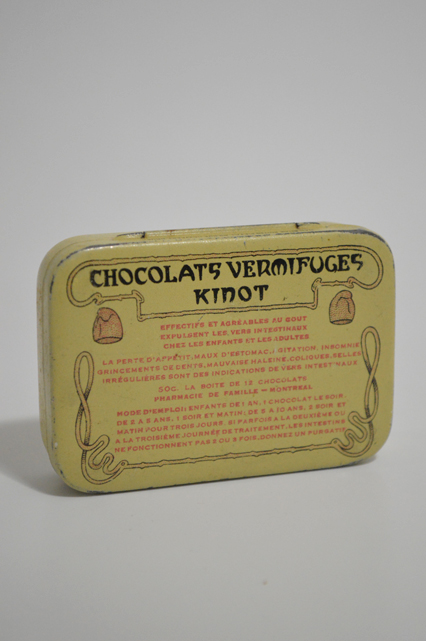 CHOCOLATS VERMIFUGES
KINOT
EFFECTIFS ET AGREABLES AU GOUT
EXPULSENT LES VERS INTESTINAUX
CHEZ LES ENFANTS ET LES ADULTES
LA PERTE D'APPETIT, MAUX D'ESTOMAC, AGITATION, INSOMNIE
GRINCEMENTS DE DENTS, MAUVAISE HALEINE, COLIQUES, SELLES
IRRÉGULIÈRES SONT DES INDICATIONS DE VERS INTESTINAUX
50C. LA BOITE DE 12 CHOCOLATS
PHARMACIE DE FAMILLE — MONTREAL
MODE D'EMPLOI: ENFANTS DE 1 AN, 1 CHOCOLAT LE SOIR,
DE 2 A 5 ANS, 1 SOIR ET MATIN, DE 5 A 10 ANS, 2 SOIR ET
MATIN POUR TROIS JOURS. SI PARFOIS A LA DEUXIÈME OU
A LA TROISIÈME JOURNÉE DE TRAITEMENT, LES INTESTINS
NE FONCTIONNENT PAS 2 OU 3 FOIS, DONNEZ UN PURGATIF